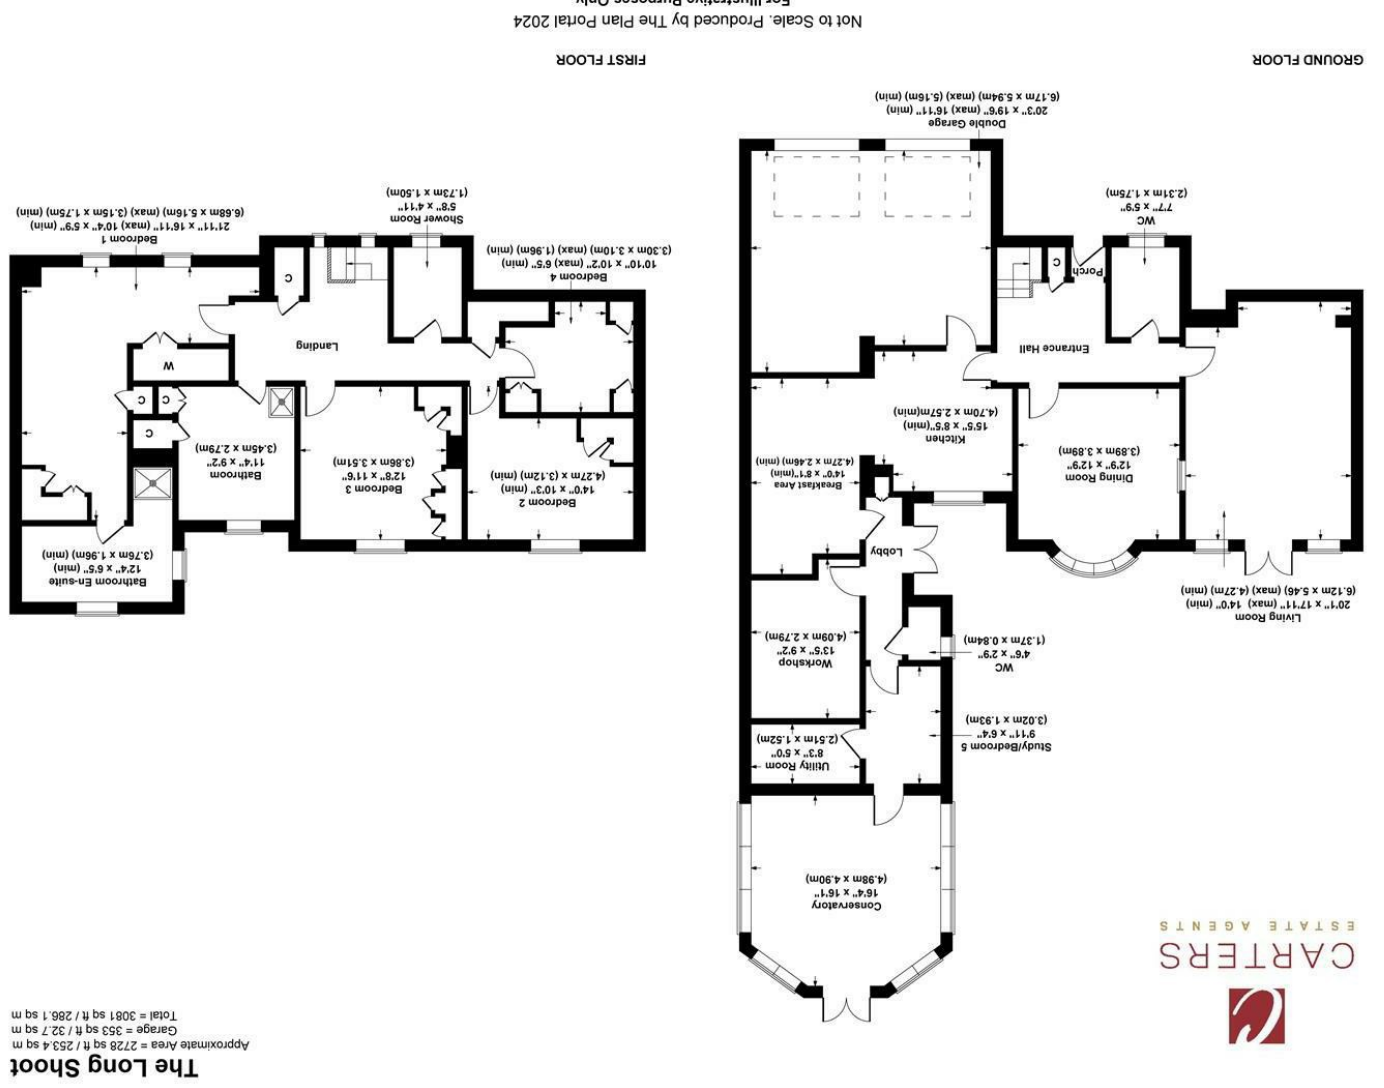 CARTERS
ESTATE AGENTS
The Long Shoot
Approximate Area = 2728 sq ft / 253.4 sq m
Garage = 353 sq ft / 32.7 sq m
Total = 3081 sq ft / 286.1 sq m
Conservatory
16'4" x 16'1"
(4.98m x 4.90m)
Study/Bedroom 5
9'11" x 6'4"
(3.02m x 1.93m)
Utility Room
8'3" x 5'0"
(2.51m x 1.52m)
WC
4'6" x 2'9"
(1.37m x 0.84m)
Workshop
13'5" x 9'2"
(4.09m x 2.79m)
Living Room
20'1" x 17'11" (max) 14'0" (min)
(6.12m x 5.46) (max) (4.27m) (min)
Lobby
Dining Room
12'9" x 12'9"
(3.89m x 3.89m)
Kitchen
15'5" x 8'5"(min)
(4.70m x 2.57m(min)
Breakfast Area
14'0" x 8'1"(min)
(4.27m x 2.46m) (min)
Entrance Hall
Porch
C
WC
7'7" x 5'9"
(2.31m x 1.75m)
Double Garage
20'3" x 19'6" (max) 16'11" (min)
(6.17m x 5.94m) (max) (5.16m) (min)
GROUND FLOOR
Bathroom En-suite
12'4" x 6'5" (min)
(3.76m x 1.96m) (min)
Bedroom 2
14'0" x 10'3" (min)
(4.27m x (3.12m) (min)
Bedroom 3
12'8" x 11'6"
(3.86m x 3.51m)
Bathroom
11'4" x 9'2"
(3.45m x 2.79m)
C
C
C
W
Landing
C
Bedroom 4
10'10" x 10'2" (max) 6'5" (min)
(3.30m x 3.10m (max) (1.96m) (min)
Shower Room
5'8" x 4'11"
(1.73m x 1.50m)
Bedroom 1
21'11" x 16'11" (max) 10'4" x 5'9" (min)
(6.68m x 5.16m) (max) (3.15m x 1.75m) (min)
FIRST FLOOR
Not to Scale. Produced by The Plan Portal 2024
For Illustrative Purposes Only